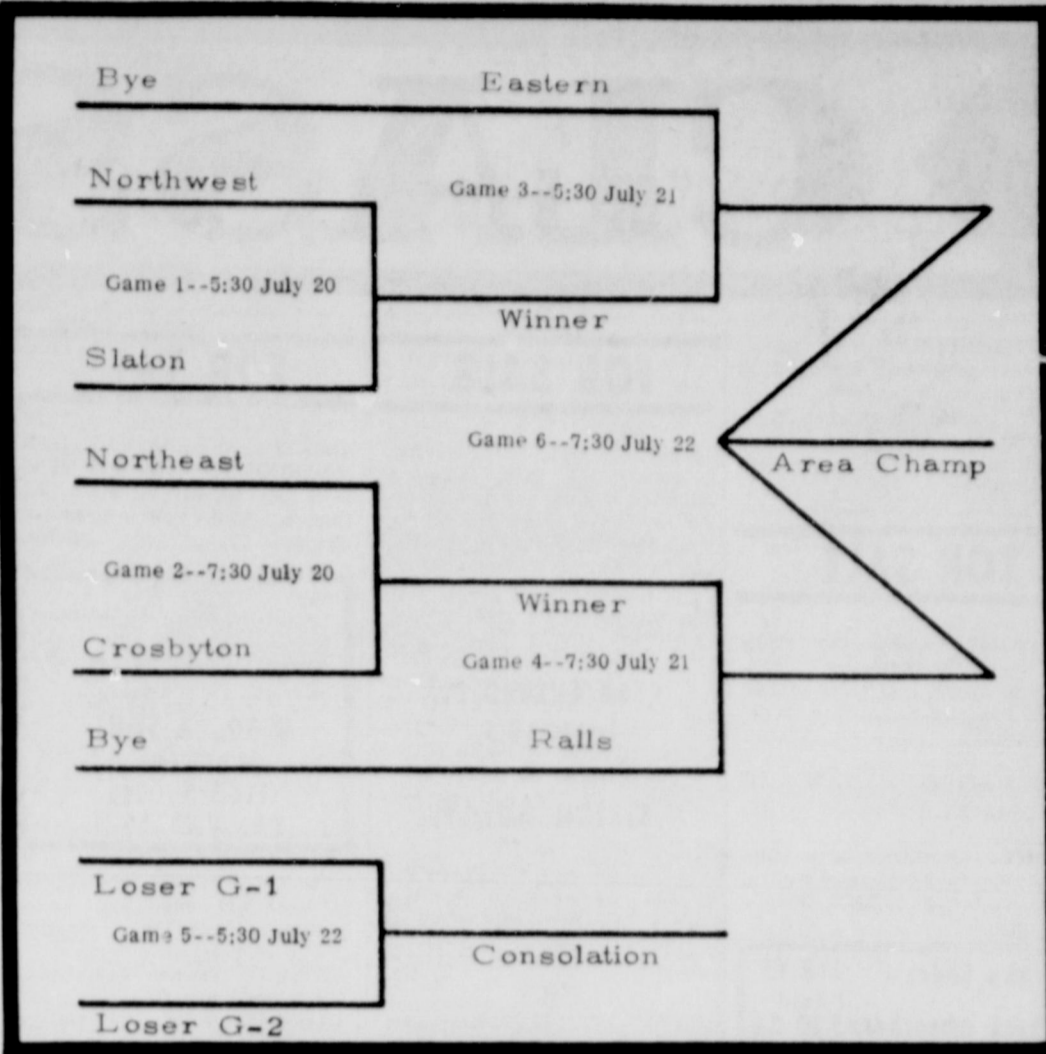 Bye Eastern
Northwest
Game 3--5:30 July 21
Game 1--5:30 July 20
Winner
Slaton
Game 6--7:30 July 22
Area Champ
Northeast
Game 2--7:30 July 20
Winner
Crosbyton
Game 4--7:30 July 21
Bye Ralls
Loser G-1
Game 5--5:30 July 22
Consolation
Loser G-2